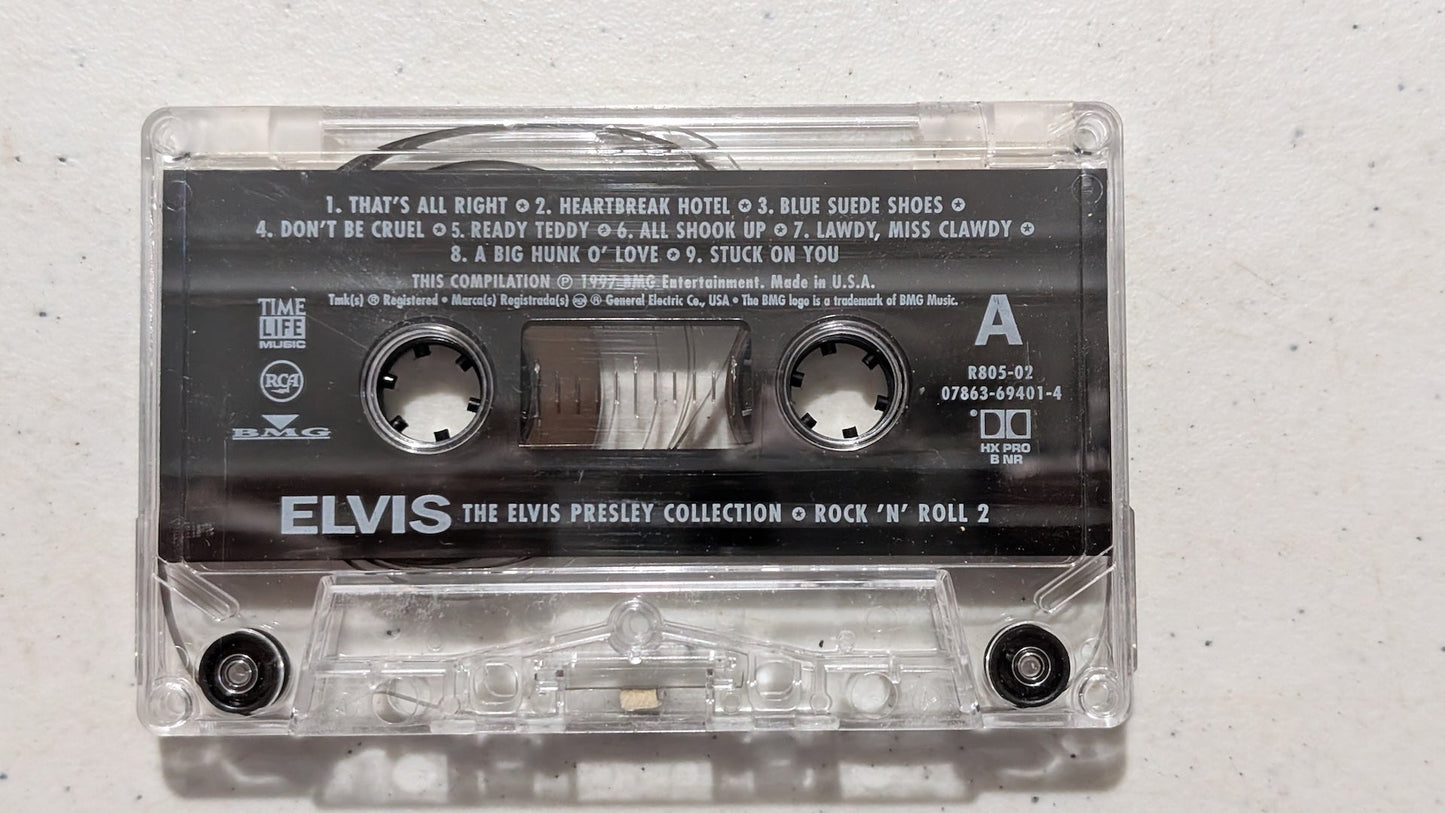 1. THAT'S ALL RIGHT ✪ 2. HEARTBREAK HOTEL ✪ 3. BLUE SUEDE SHOES ✪
4. DON'T BE CRUEL ✪ 5. READY TEDDY ✪ 6. ALL SHOOK UP ✪ 7. LAWDY, MISS CLAWDY ✪
8. A BIG HUNK O' LOVE ✪ 9. STUCK ON YOU
THIS COMPILATION ℗ 1997 BMG Entertainment. Made in U.S.A.
Tmk(s) ® Registered • Marca(s) Registrada(s) RCA ® General Electric Co., USA • The BMG logo is a trademark of BMG Music.
TIME
LIFE
MUSIC
RCA
BMG
A
R805-02
07863-69401-4
HX PRO
B NR
ELVIS THE ELVIS PRESLEY COLLECTION ✪ ROCK 'N' ROLL 2